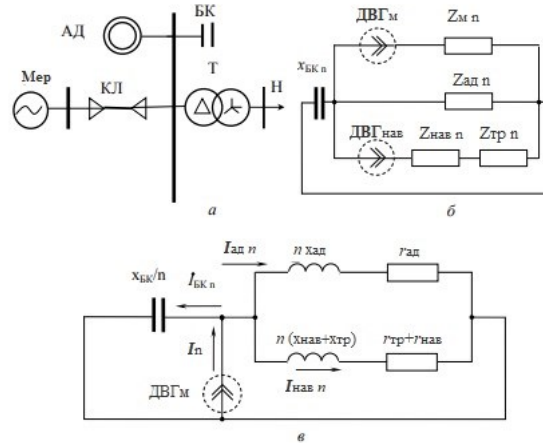 БК
АД
Т
Мер
КЛ
Н
а
ДВГм
Zм n
xБК n
Zад n
ДВГнав
Zнав n
Zтр n
б
Iад n
n xад
rад
xБК/n
IБК n
n (xнав+xтр)
rтр+rнав
In
Iнав n
ДВГм
в